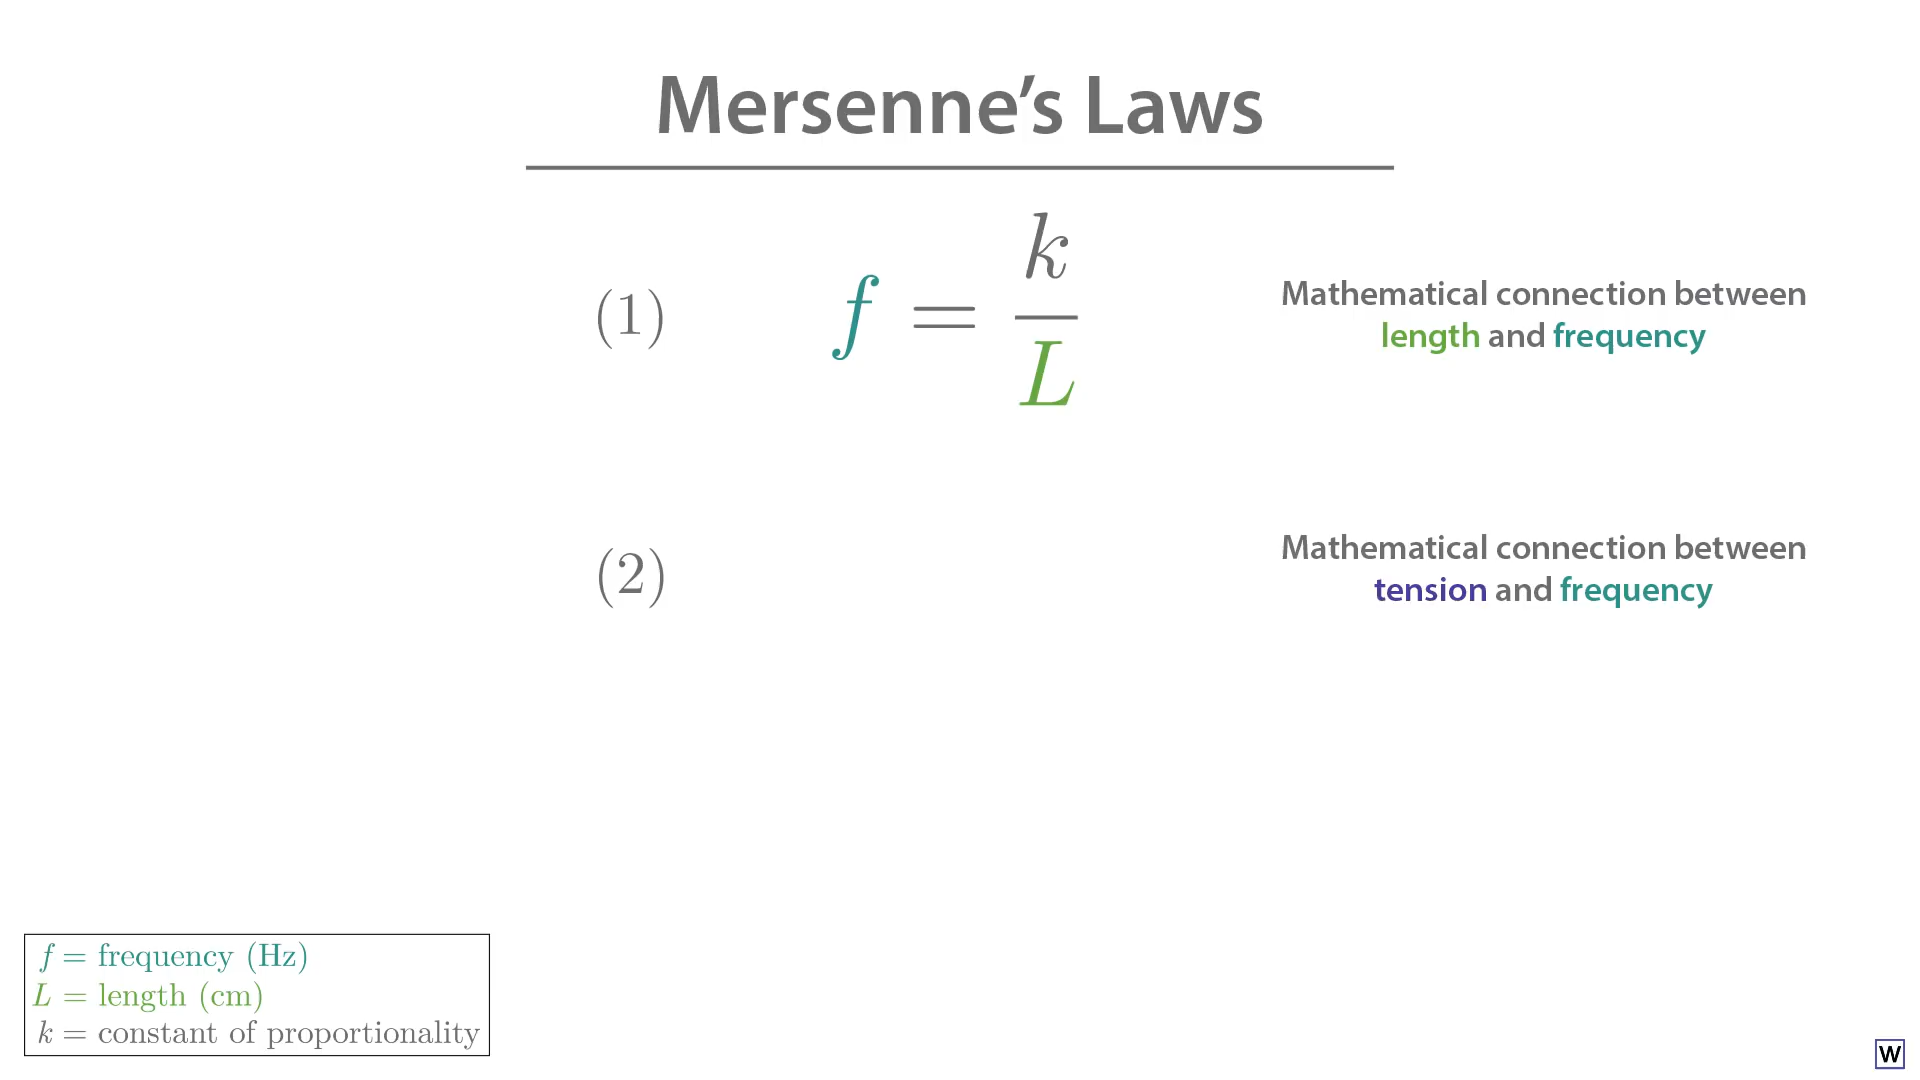 Mersenne’s Laws
(1) f = k/L
Mathematical connection between
length and frequency
(2)
Mathematical connection between
tension and frequency
f = frequency (Hz)
L = length (cm)
k = constant of proportionality
W